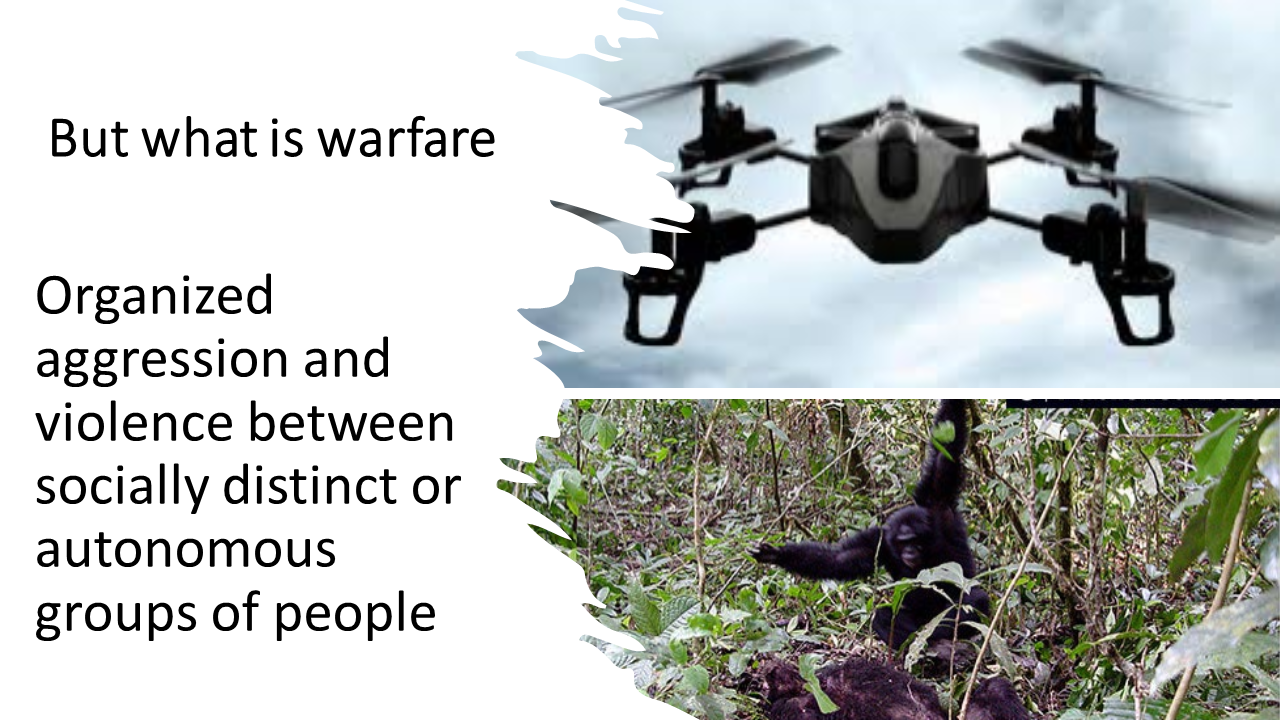 But what is warfare
Organized
aggression and
violence between
socially distinct or
autonomous
groups of people